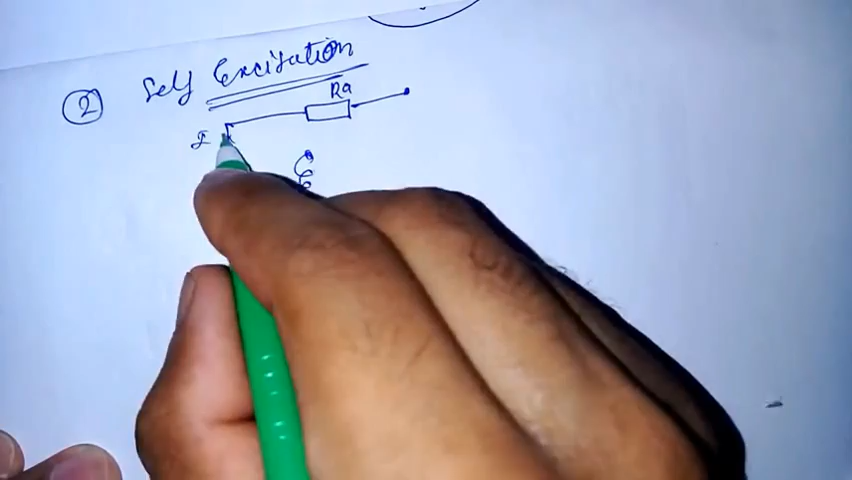 ② Self Excitation
Ra
I